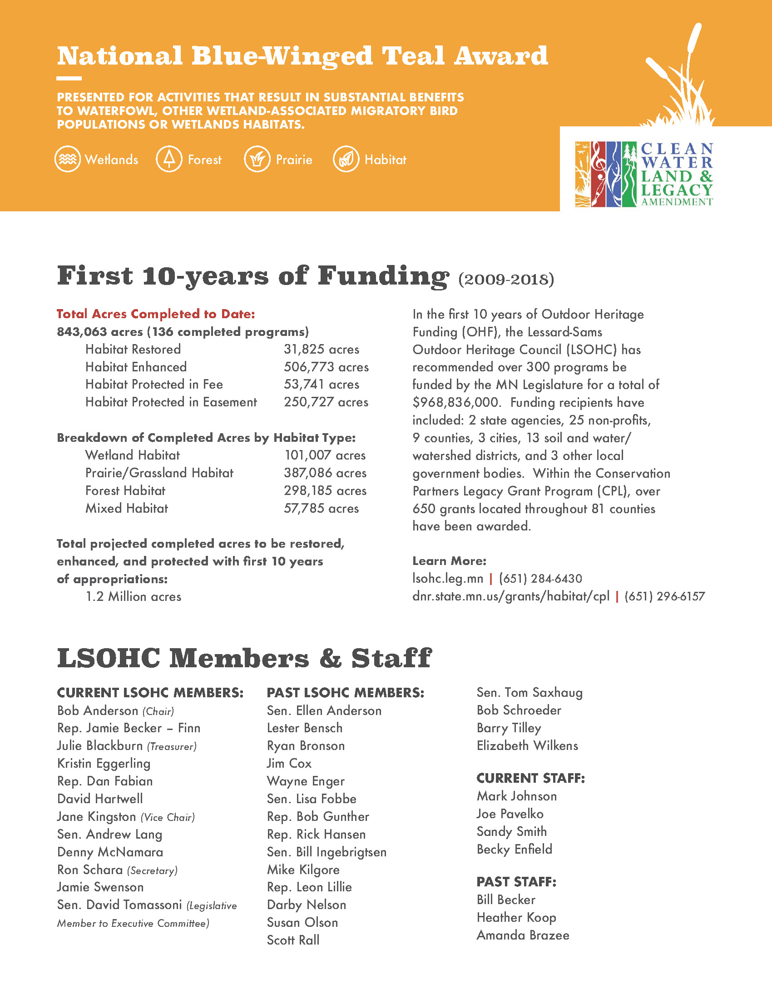 National Blue-Winged Teal Award
PRESENTED FOR ACTIVITIES THAT RESULT IN SUBSTANTIAL BENEFITS
TO WATERFOWL, OTHER WETLAND-ASSOCIATED MIGRATORY BIRD
POPULATIONS OR WETLANDS HABITATS.
Wetlands Forest Prairie Habitat
CLEAN
WATER
LAND &
LEGACY
AMENDMENT
First 10-years of Funding (2009-2018)
Total Acres Completed to Date:
843,063 acres (136 completed programs)
Habitat Restored 31,825 acres
Habitat Enhanced 506,773 acres
Habitat Protected in Fee 53,741 acres
Habitat Protected in Easement 250,727 acres
Breakdown of Completed Acres by Habitat Type:
Wetland Habitat 101,007 acres
Prairie/Grassland Habitat 387,086 acres
Forest Habitat 298,185 acres
Mixed Habitat 57,785 acres
Total projected completed acres to be restored,
enhanced, and protected with first 10 years
of appropriations:
1.2 Million acres
In the first 10 years of Outdoor Heritage
Funding (OHF), the Lessard-Sams
Outdoor Heritage Council (LSOHC) has
recommended over 300 programs be
funded by the MN Legislature for a total of
$968,836,000. Funding recipients have
included: 2 state agencies, 25 non-profits,
9 counties, 3 cities, 13 soil and water/
watershed districts, and 3 other local
government bodies. Within the Conservation
Partners Legacy Grant Program (CPL), over
650 grants located throughout 81 counties
have been awarded.
Learn More:
lsohc.leg.mn | (651) 284-6430
dnr.state.mn.us/grants/habitat/cpl | (651) 296-6157
LSOHC Members & Staff
CURRENT LSOHC MEMBERS:
Bob Anderson (Chair)
Rep. Jamie Becker – Finn
Julie Blackburn (Treasurer)
Kristin Eggerling
Rep. Dan Fabian
David Hartwell
Jane Kingston (Vice Chair)
Sen. Andrew Lang
Denny McNamara
Ron Schara (Secretary)
Jamie Swenson
Sen. David Tomassoni (Legislative
Member to Executive Committee)
PAST LSOHC MEMBERS:
Sen. Ellen Anderson
Lester Bensch
Ryan Bronson
Jim Cox
Wayne Enger
Sen. Lisa Fobbe
Rep. Bob Gunther
Rep. Rick Hansen
Sen. Bill Ingebrigtsen
Mike Kilgore
Rep. Leon Lillie
Darby Nelson
Susan Olson
Scott Rall
Sen. Tom Saxhaug
Bob Schroeder
Barry Tilley
Elizabeth Wilkens
CURRENT STAFF:
Mark Johnson
Joe Pavelko
Sandy Smith
Becky Enfield
PAST STAFF:
Bill Becker
Heather Koop
Amanda Brazee